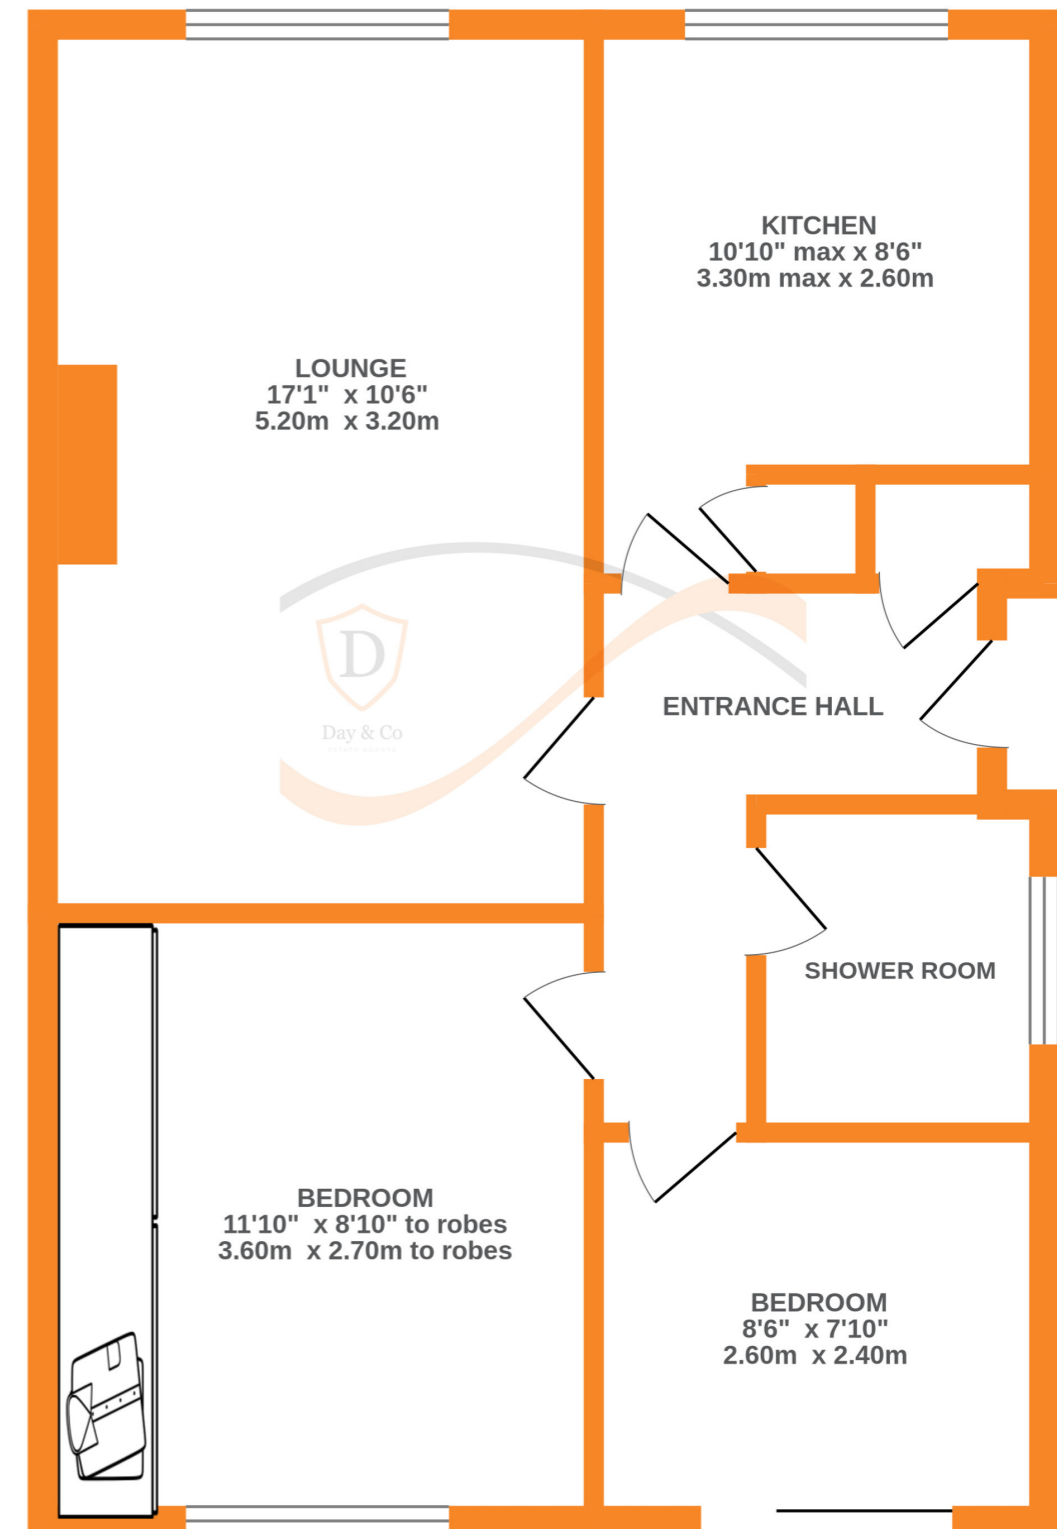 KITCHEN
10'10" max x 8'6"
3.30m max x 2.60m
LOUNGE
17'1" x 10'6"
5.20m x 3.20m
D
Day & Co
ENTRANCE HALL
SHOWER ROOM
BEDROOM
11'10" x 8'10" to robes
3.60m x 2.70m to robes
BEDROOM
8'6" x 7'10"
2.60m x 2.40m